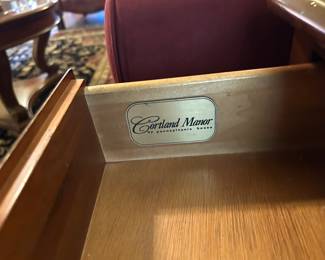 Cortland Manor
by pennsylvania house